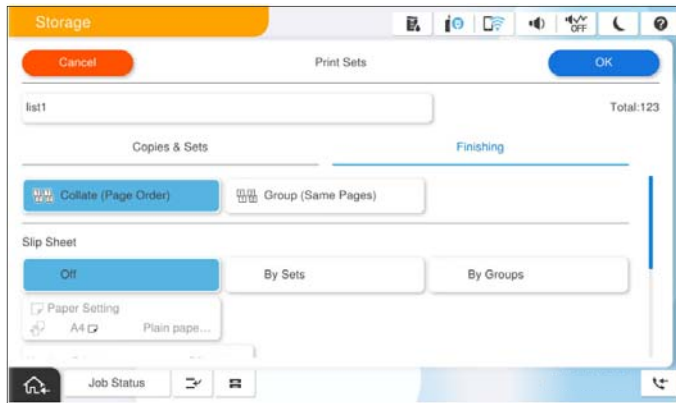 Storage
OFF
Cancel
Print Sets
OK
list1
Total:123
Copies & Sets
Finishing
Collate (Page Order)
Group (Same Pages)
Slip Sheet
Off
By Sets
By Groups
Paper Setting
A4
Plain pape...
Job Status